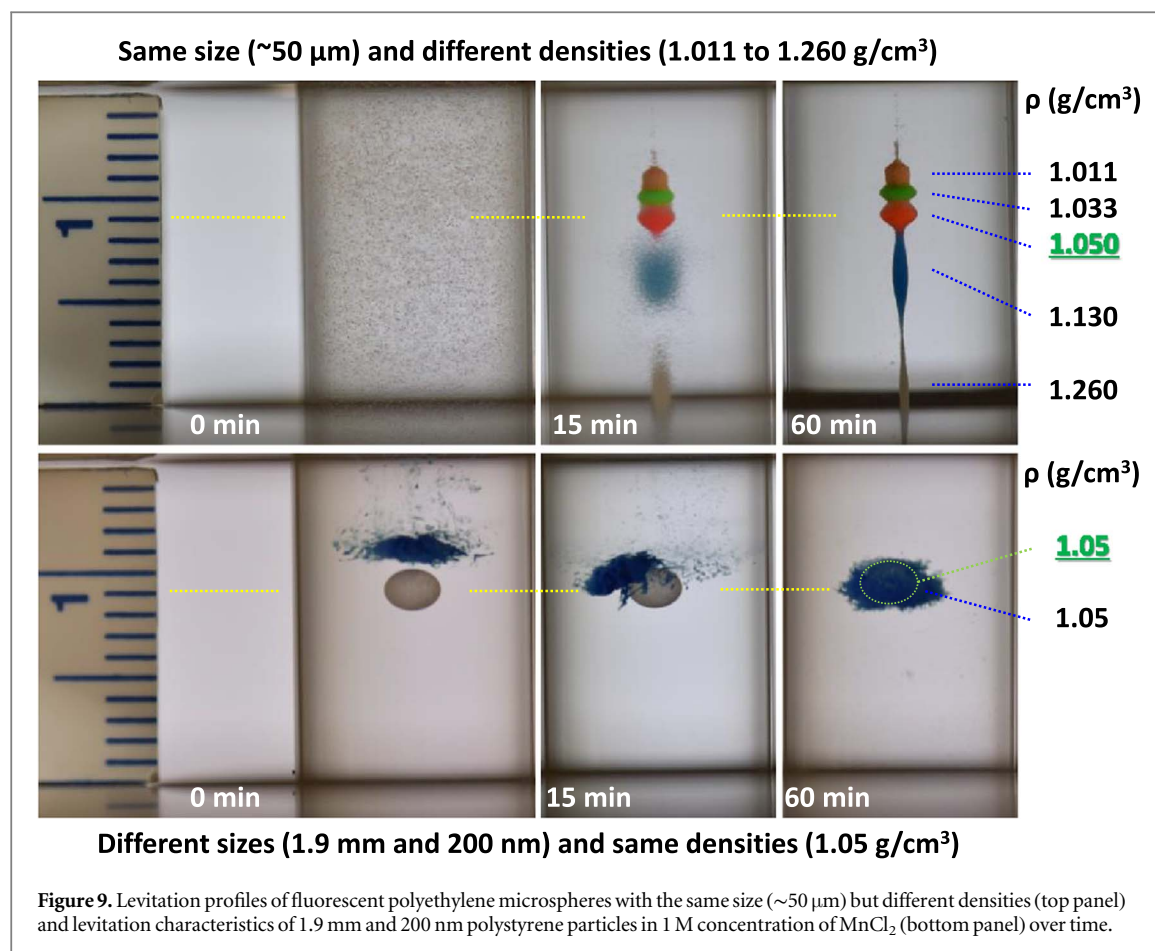 Same size (~50 µm) and different densities (1.011 to 1.260 g/cm³)
ρ (g/cm³)
1
1.011
1.033
1.050
1.130
1.260
0 min
15 min
60 min
ρ (g/cm³)
1.05
1
1.05
0 min
15 min
60 min
Different sizes (1.9 mm and 200 nm) and same densities (1.05 g/cm³)
Figure 9. Levitation profiles of fluorescent polyethylene microspheres with the same size (~50 μm) but different densities (top panel)
and levitation characteristics of 1.9 mm and 200 nm polystyrene particles in 1 M concentration of MnCl₂ (bottom panel) over time.